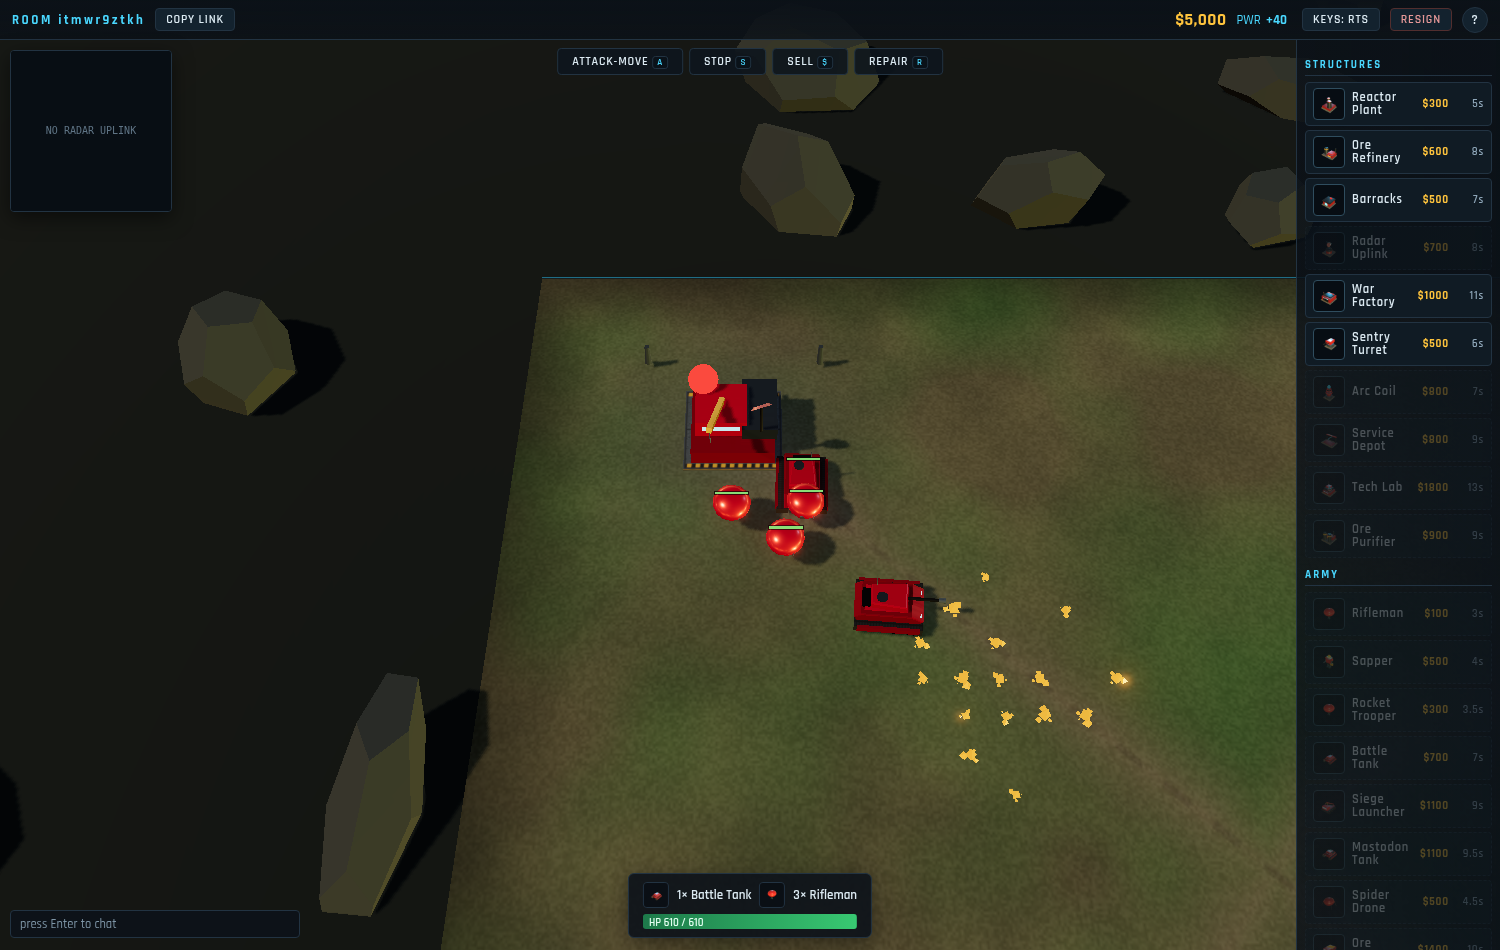 ROOM itmwr9ztkh
COPY LINK
$5,000
PWR +40
KEYS: RTS
RESIGN
?
NO RADAR UPLINK
ATTACK-MOVE A
STOP S
SELL $
REPAIR R
STRUCTURES
Reactor Plant $300 5s
Ore Refinery $600 8s
Barracks $500 7s
Radar Uplink $700 8s
War Factory $1000 11s
Sentry Turret $500 6s
Arc Coil $800 7s
Service Depot $800 9s
Tech Lab $1800 13s
Ore Purifier $900 9s
ARMY
Rifleman $100 3s
Sapper $500 4s
Rocket Trooper $300 3.5s
Battle Tank $700 7s
Siege Launcher $1100 9s
Mastodon Tank $1100 9.5s
Spider Drone $500 4.5s
Ore $1400 10s
1× Battle Tank
3× Rifleman
HP 610 / 610
press Enter to chat